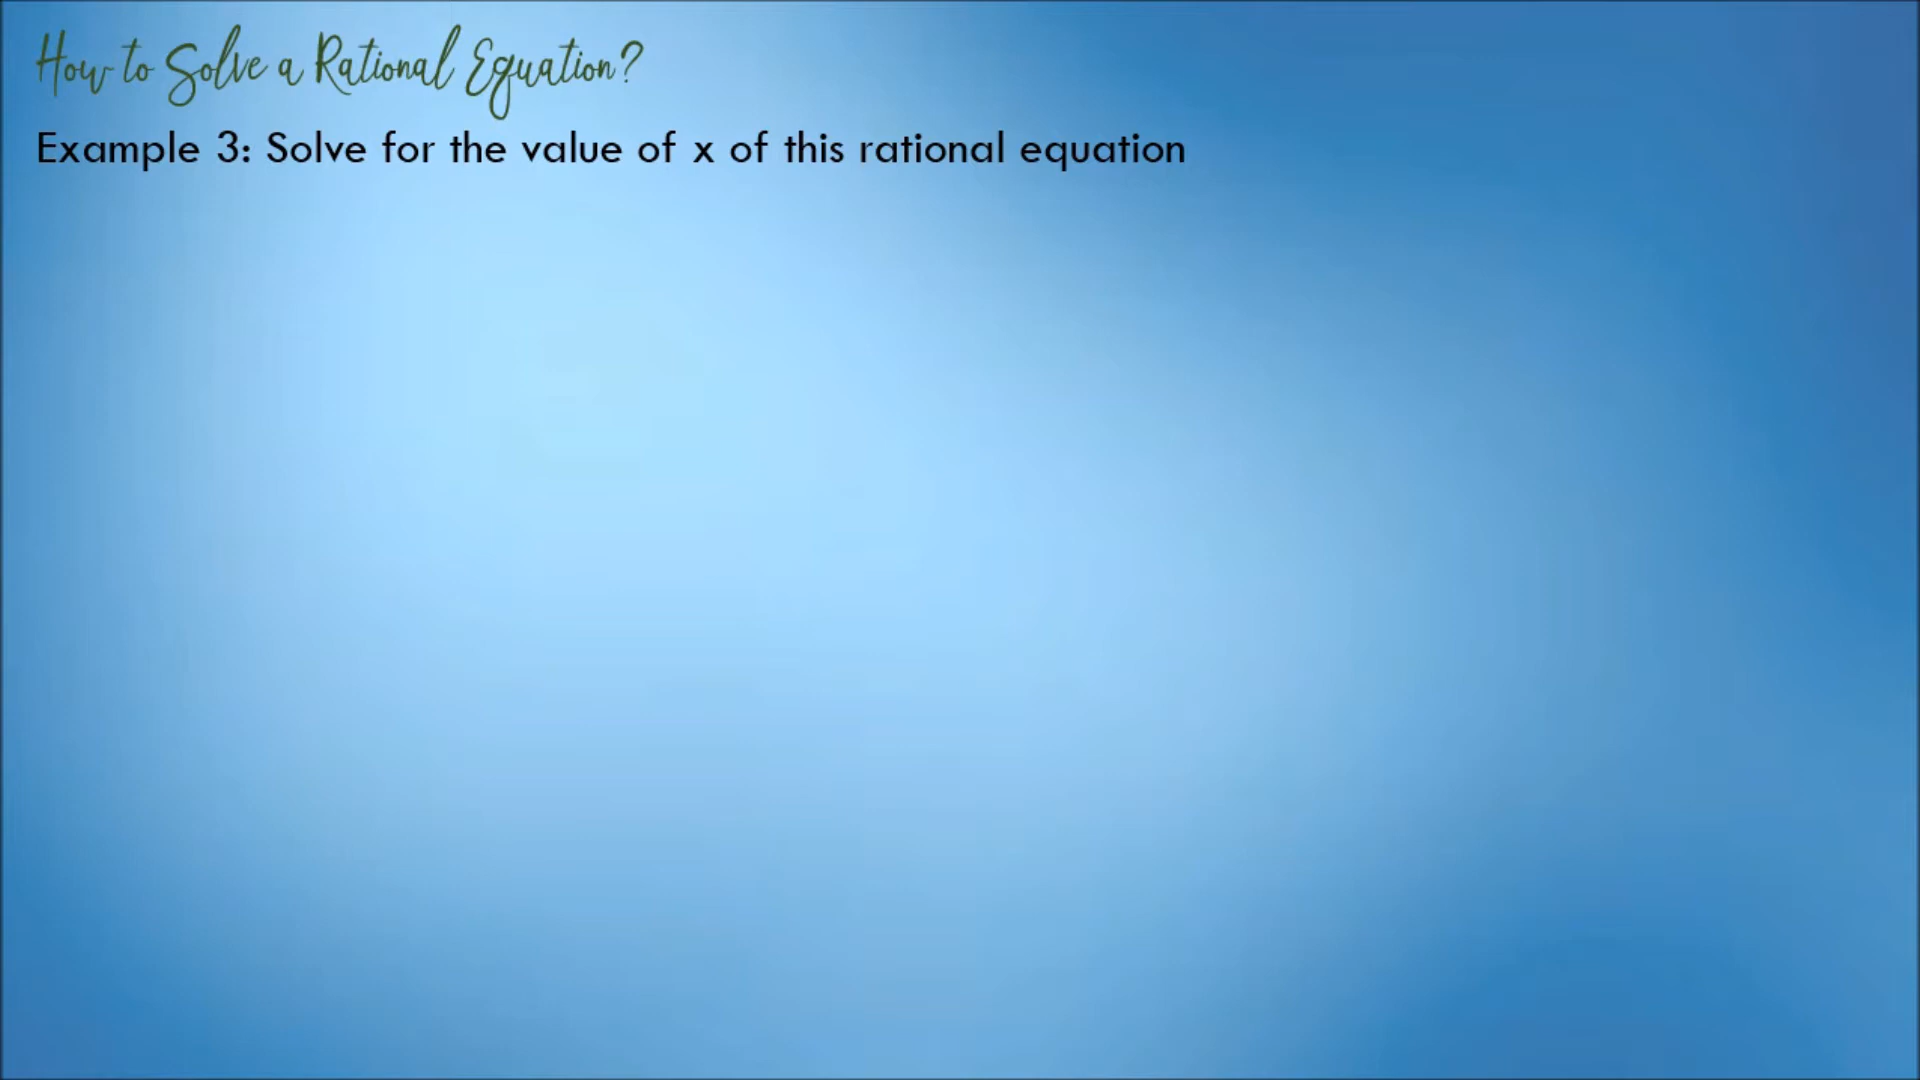 How to Solve a Rational Equation?
Example 3: Solve for the value of x of this rational equation